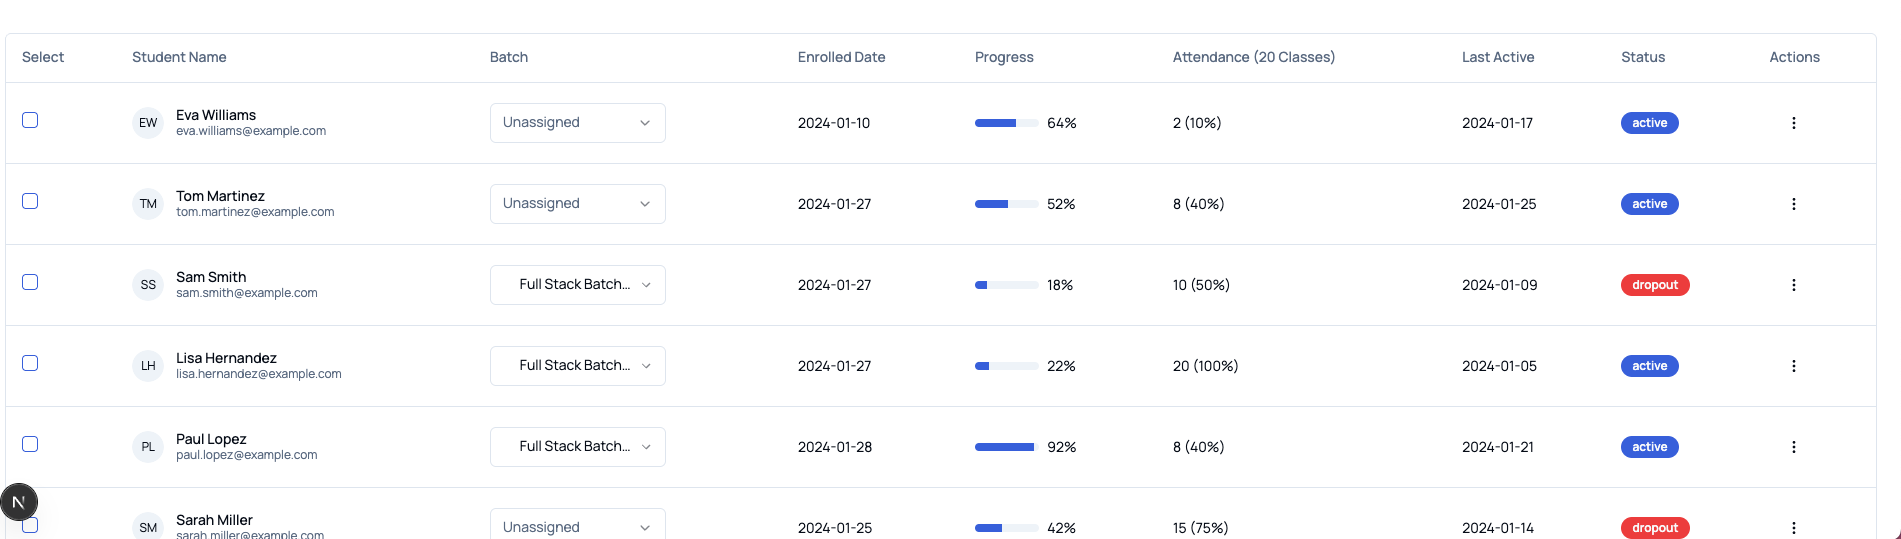 Select Student Name Batch Enrolled Date Progress Attendance (20 Classes) Last Active Status Actions
EW Eva Williams Unassigned 2024-01-10 64% 2 (10%) 2024-01-17 active
eva.williams@example.com
TM Tom Martinez Unassigned 2024-01-27 52% 8 (40%) 2024-01-25 active
tom.martinez@example.com
SS Sam Smith Full Stack Batch... 2024-01-27 18% 10 (50%) 2024-01-09 dropout
sam.smith@example.com
LH Lisa Hernandez Full Stack Batch... 2024-01-27 22% 20 (100%) 2024-01-05 active
lisa.hernandez@example.com
PL Paul Lopez Full Stack Batch... 2024-01-28 92% 8 (40%) 2024-01-21 active
paul.lopez@example.com
N
SM Sarah Miller Unassigned 2024-01-25 42% 15 (75%) 2024-01-14 dropout
sarah.miller@example.com